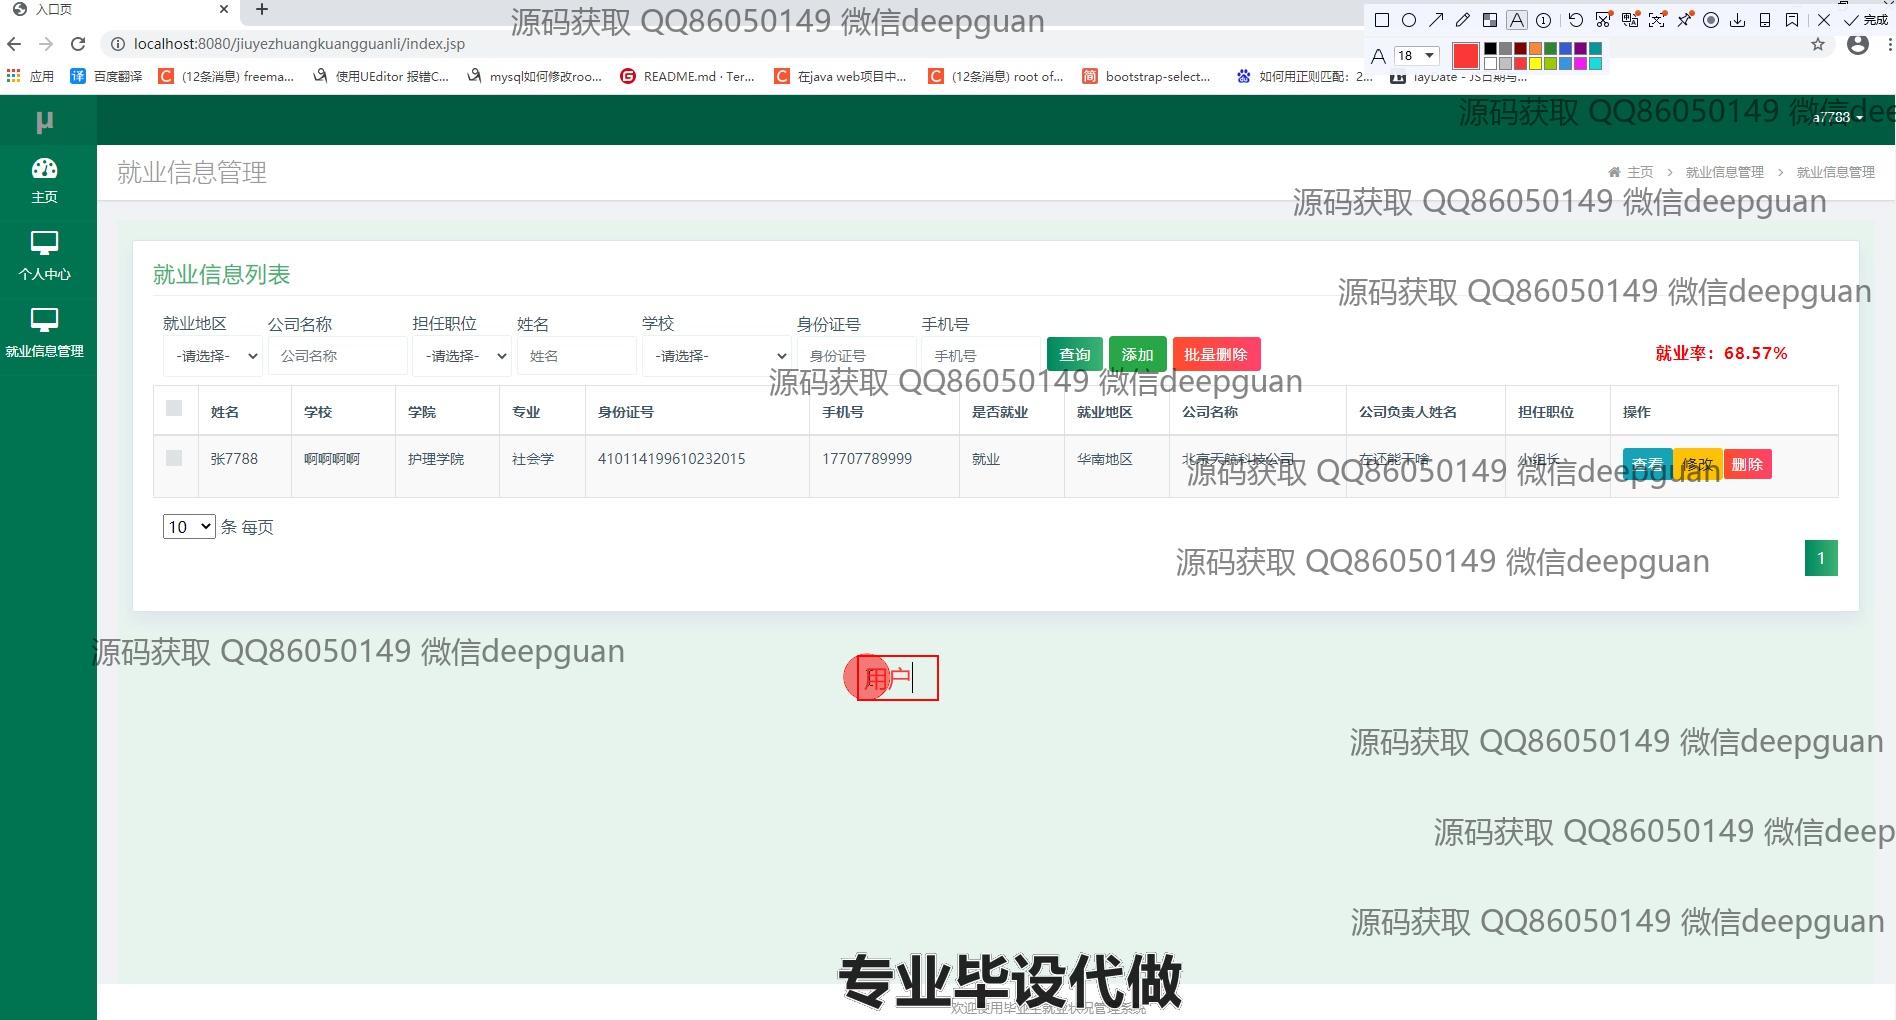 入口页
源码获取 QQ86050149 微信deepguan
完成
localhost:8080/jiuyezhuangkuangguanli/index.jsp
A 18
应用 百度翻译 (12条消息) freema... 使用UEditor 报错C... mysql如何修改roo... README.md · Ter... 在java web项目中... (12条消息) root of... bootstrap-select... 如何用正则匹配：2... layDate - JS日期与...
μ
源码获取 QQ86050149 微信deep
a7788
主页
个人中心
就业信息管理
就业信息管理
主页 > 就业信息管理 > 就业信息管理
源码获取 QQ86050149 微信deepguan
就业信息列表
源码获取 QQ86050149 微信deepguan
就业地区 公司名称 担任职位 姓名 学校 身份证号 手机号
-请选择- 公司名称 -请选择- 姓名 -请选择- 身份证号 手机号 查询 添加 批量删除
就业率：68.57%
源码获取 QQ86050149 微信deepguan
姓名 学校 学院 专业 身份证号 手机号 是否就业 就业地区 公司名称 公司负责人姓名 担任职位 操作
张7788 啊啊啊啊 护理学院 社会学 410114199610232015 17707789999 就业 华南地区 北京天航科技公司 在还能干啥 小组长 查看 修改 删除
源码获取 QQ86050149 微信deepguan
10 条 每页
源码获取 QQ86050149 微信deepguan
1
源码获取 QQ86050149 微信deepguan
用户
源码获取 QQ86050149 微信deepguan
源码获取 QQ86050149 微信deep
源码获取 QQ86050149 微信deepguan
专业毕设代做
欢迎使用毕业生就业状况管理系统